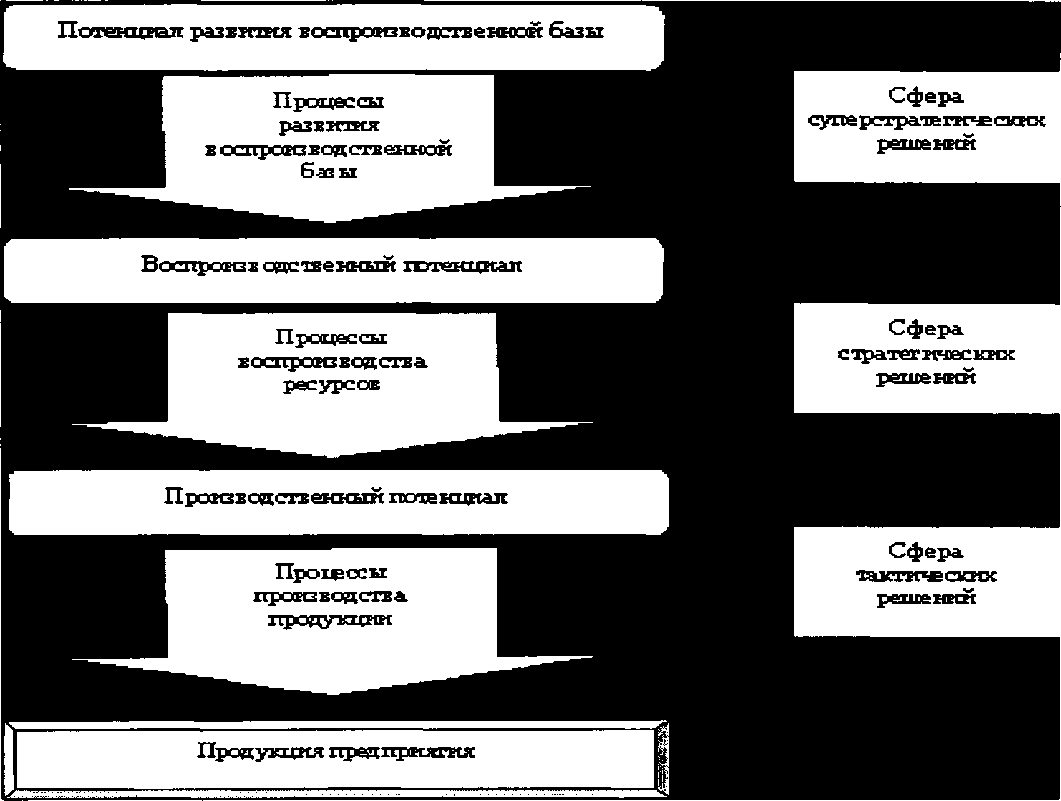 Потенциал развития воспроизводственной базы
Процессы
развития
воспроизводственной
базы
Сфера
суперстратегических
решений
Воспроизводственный потенциал
Процессы
воспроизводства
ресурсов
Сфера
стратегических
решений
Производственный потенциал
Процессы
производства
продукции
Сфера
тактических
решений
Продукция предприятия